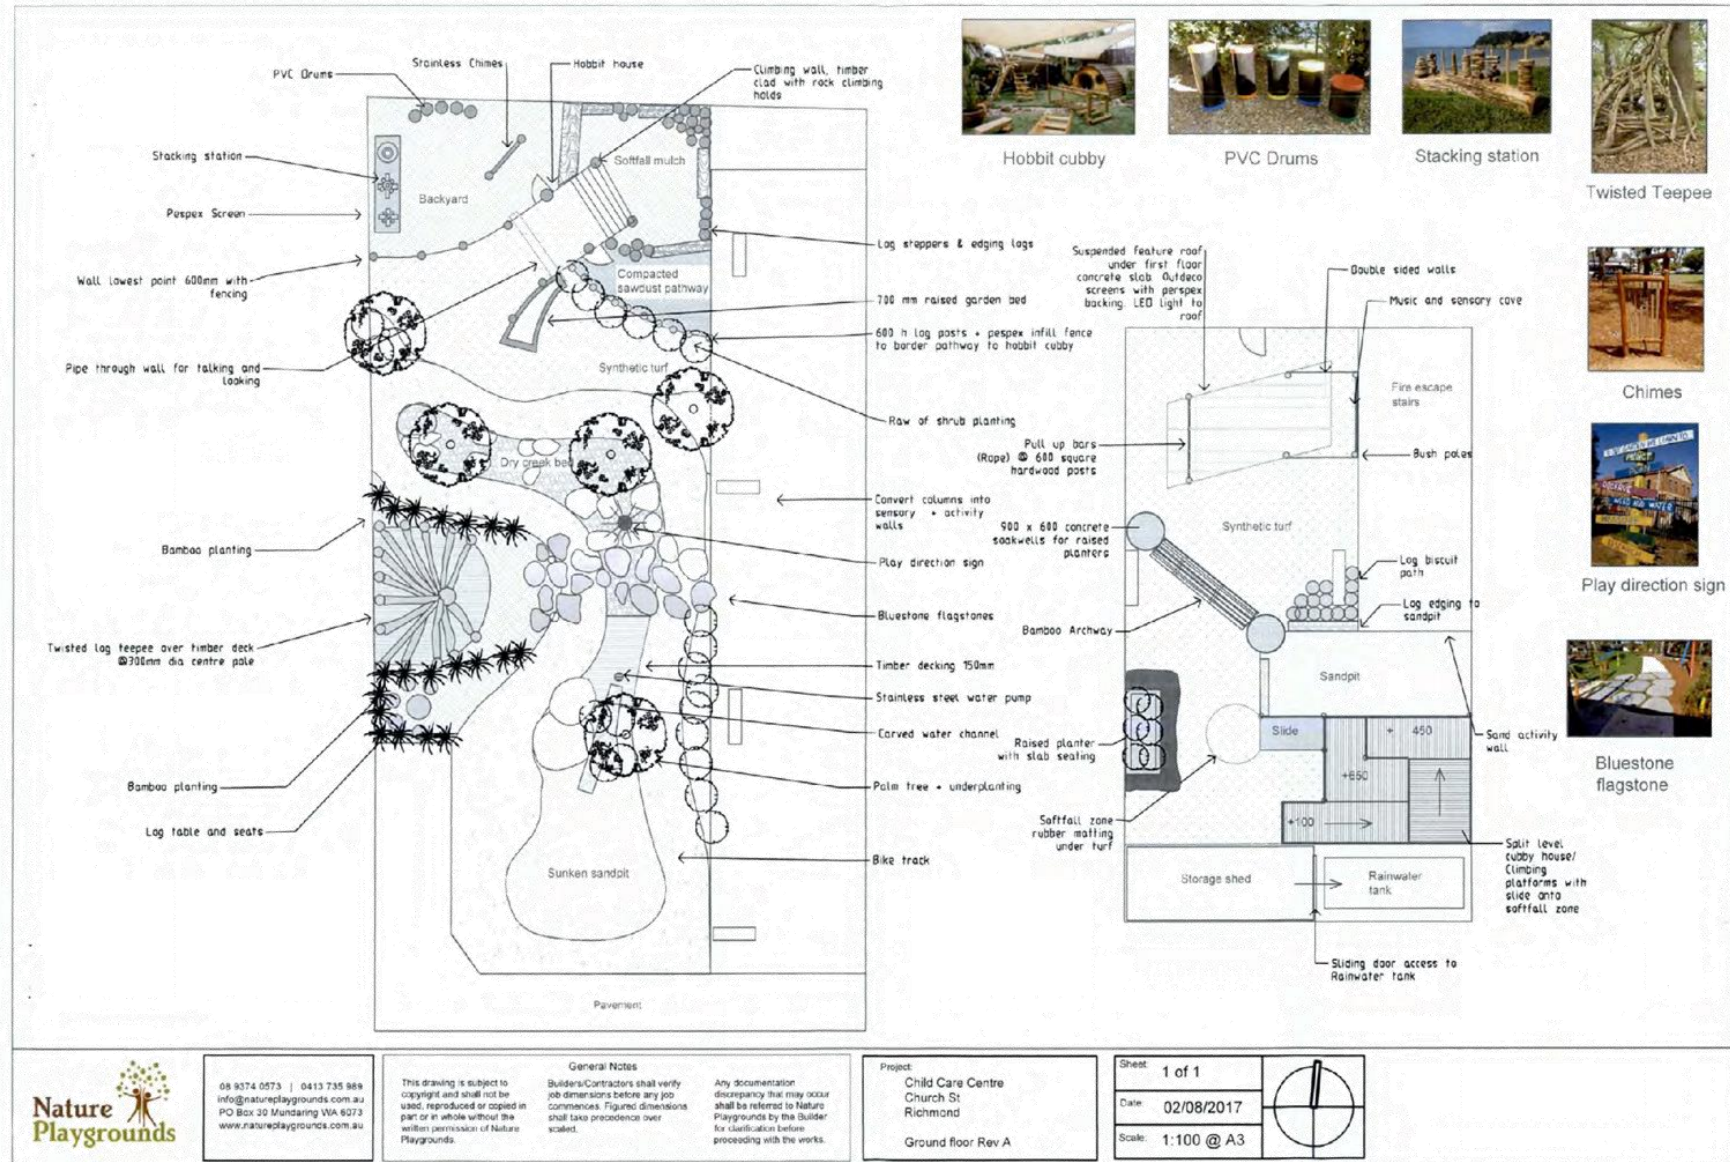 PVC Drums
Stainless Chimes
Hobbit house
Climbing wall, timber
clad with rock climbing
holds
Stacking station
Softfall mulch
Backyard
Pespex Screen
Log steppers & edging logs
Wall lowest point 600mm with
fencing
Compacted
sawdust pathway
700 mm raised garden bed
600 h log posts + pespex infill fence
to border pathway to hobbit cubby
Pipe through wall for talking and
looking
Synthetic turf
Row of shrub planting
Dry creek bed
Convert columns into
sensory + activity
walls
Bamboo planting
Play direction sign
Bluestone flagstones
Twisted log teepee over timber deck
@300mm dia centre pole
Timber decking 150mm
Stainless steel water pump
Carved water channel
Bamboo planting
Palm tree + underplanting
Log table and seats
Bike track
Sunken sandpit
Pavement
Hobbit cubby
PVC Drums
Stacking station
Twisted Teepee
Chimes
Play direction sign
Bluestone
flagstone
Suspended feature roof
under first floor
concrete slab. Outdeco
screens with perspex
backing. LED light to
roof
Double sided walls
Music and sensory cave
Fire escape
stairs
Pull up bars
(Rope) @ 600 square
hardwood posts
Bush poles
900 x 600 concrete
soakwells for raised
planters
Synthetic turf
Log biscuit
path
Log edging to
sandpit
Bamboo Archway
Sandpit
Slide
+ 450
Sand activity
wall
Raised planter
with slab seating
+650
+100
Softfall zone
rubber matting
under turf
Split level
cubby house/
Climbing
platforms with
slide onto
softfall zone
Storage shed
Rainwater
tank
Sliding door access to
Rainwater tank
Nature
Playgrounds
08 9374 0573 | 0413 735 989
info@natureplaygrounds.com.au
PO Box 30 Mundaring WA 6073
www.natureplaygrounds.com.au
General Notes
This drawing is subject to
copyright and shall not be
used, reproduced or copied in
part or in whole without the
written permission of Nature
Playgrounds.
Builders/Contractors shall verify
job dimensions before any job
commences. Figured dimensions
shall take precedence over
scaled.
Any documentation
discrepancy that may occur
shall be referred to Nature
Playgrounds by the Builder
for clarification before
proceeding with the works.
Project:
Child Care Centre
Church St
Richmond
Ground floor Rev A
Sheet: 1 of 1
Date: 02/08/2017
Scale: 1:100 @ A3